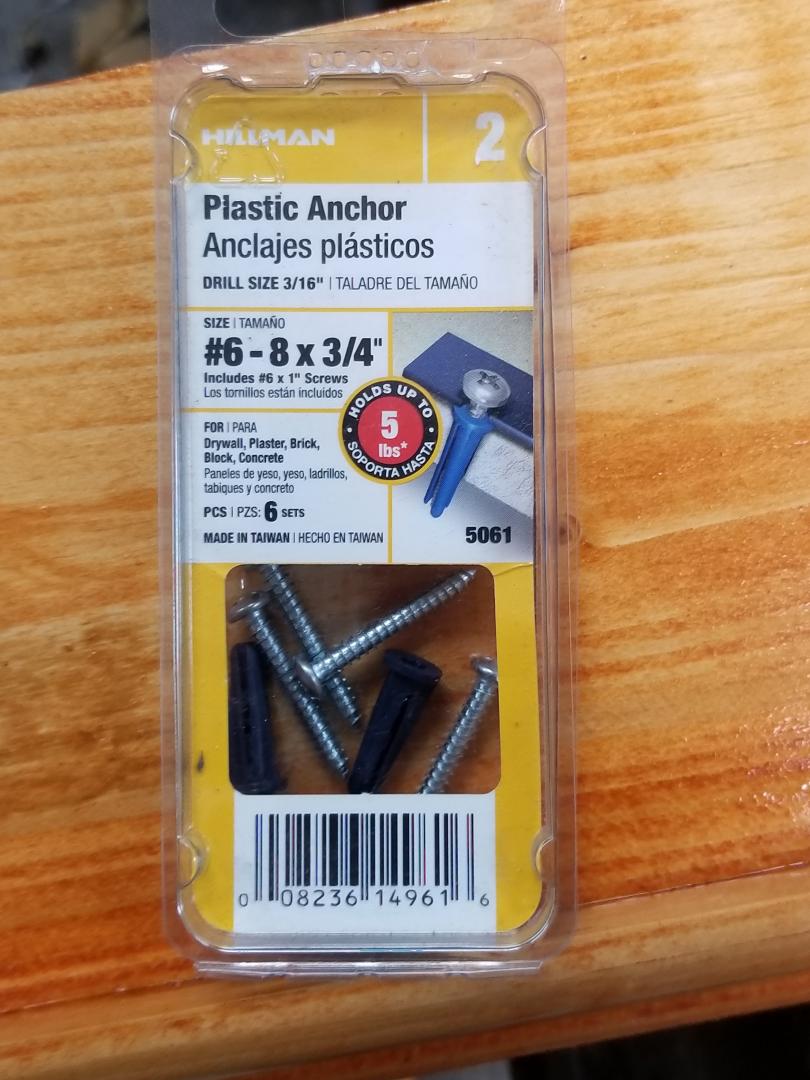 HILLMAN
2
Plastic Anchor
Anclajes plásticos
DRILL SIZE 3/16" | TALADRE DEL TAMAÑO
SIZE | TAMAÑO
#6 - 8 x 3/4"
Includes #6 x 1" Screws
Los tornillos están incluidos
HOLDS UP TO
5
lbs*
SOPORTA HASTA
FOR | PARA
Drywall, Plaster, Brick,
Block, Concrete
Paneles de yeso, yeso, ladrillos,
tabiques y concreto
PCS | PZS: 6 SETS
MADE IN TAIWAN | HECHO EN TAIWAN
5061
0 08236 14961 6